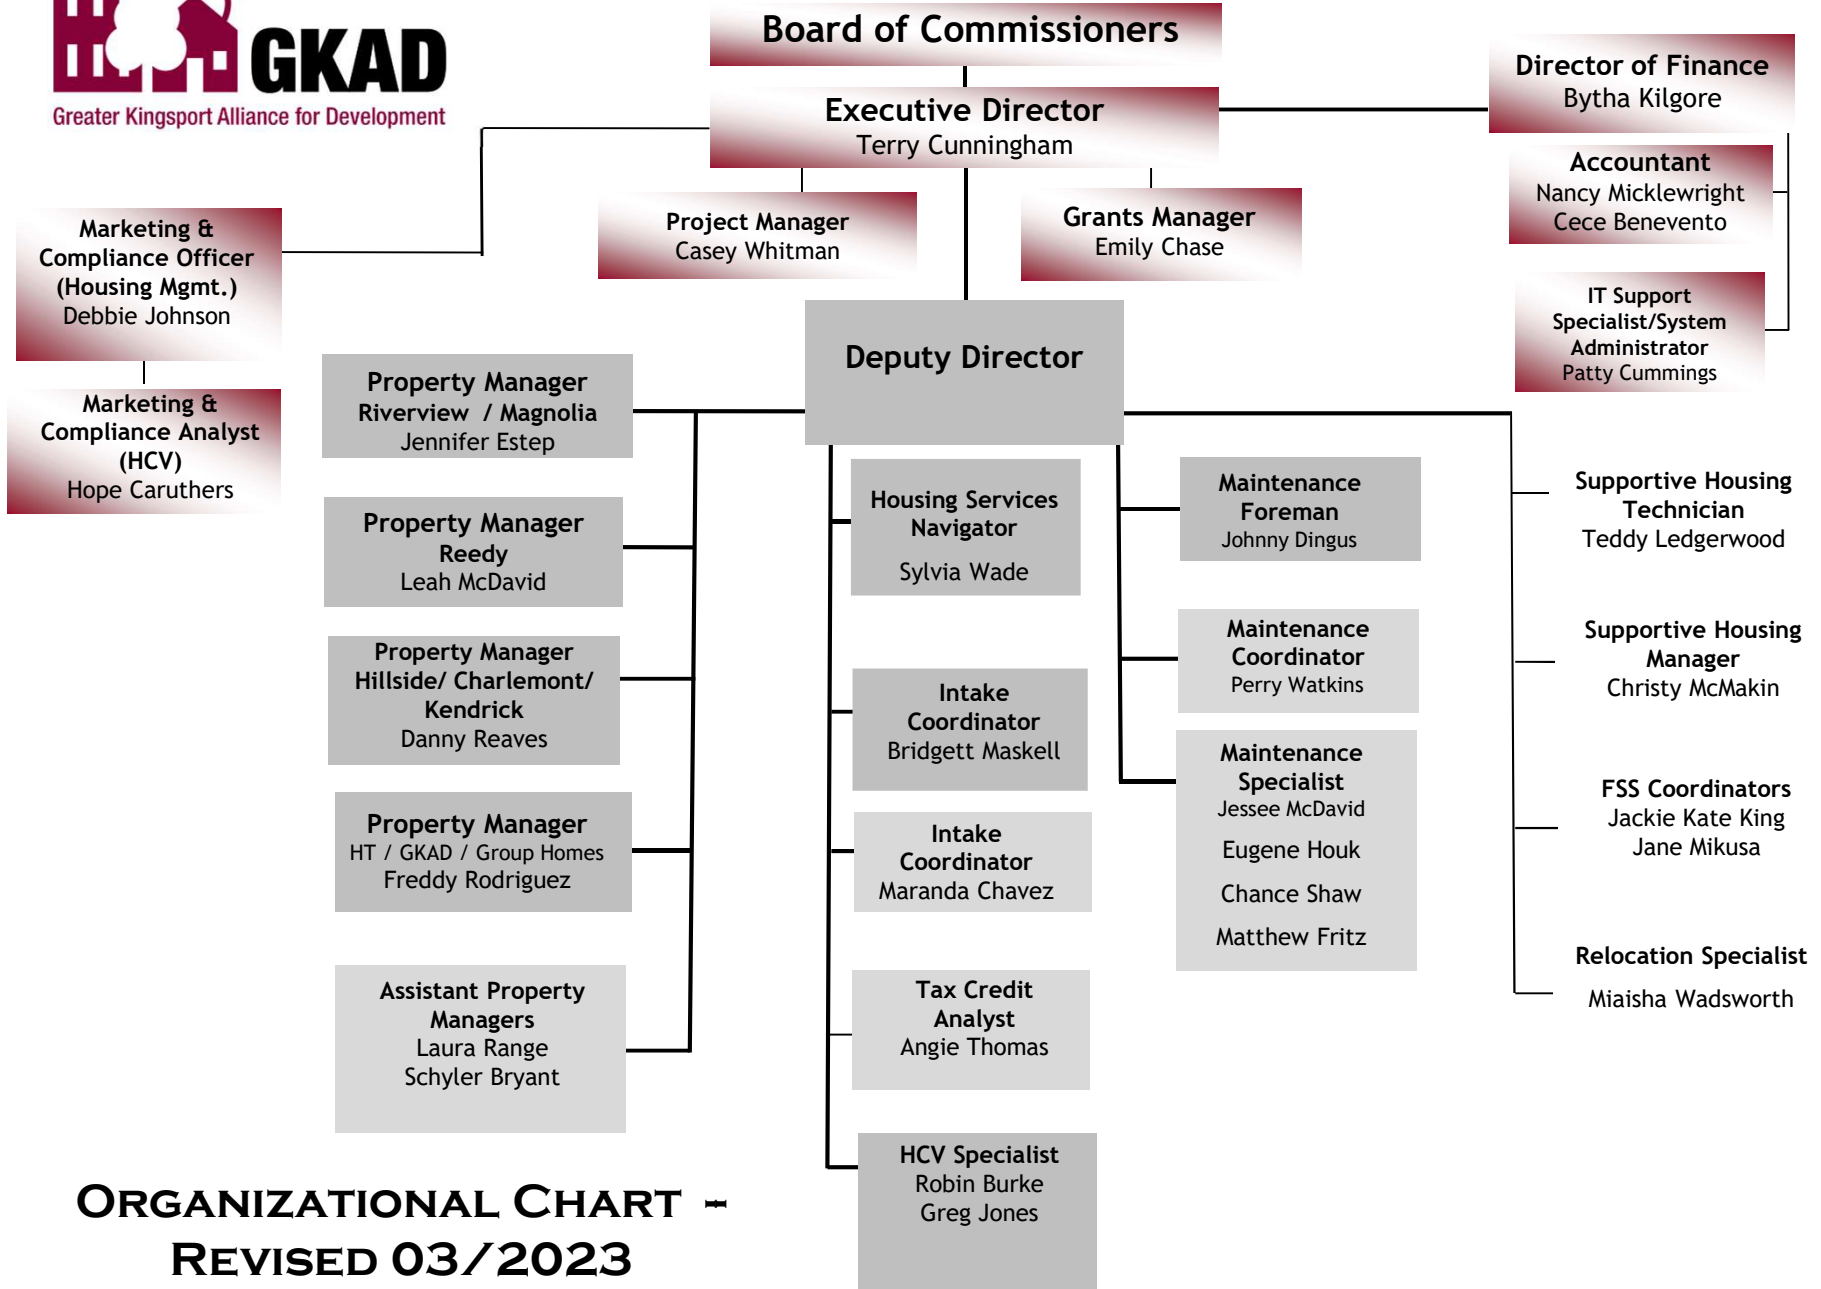 GKAD
Greater Kingsport Alliance for Development
Board of Commissioners
Executive Director
Terry Cunningham
Director of Finance
Bytha Kilgore
Accountant
Nancy Micklewright
Cece Benevento
IT Support
Specialist/System
Administrator
Patty Cummings
Project Manager
Casey Whitman
Grants Manager
Emily Chase
Marketing &
Compliance Officer
(Housing Mgmt.)
Debbie Johnson
Marketing &
Compliance Analyst
(HCV)
Hope Caruthers
Deputy Director
Property Manager
Riverview / Magnolia
Jennifer Estep
Property Manager
Reedy
Leah McDavid
Property Manager
Hillside/ Charlemont/
Kendrick
Danny Reaves
Property Manager
HT / GKAD / Group Homes
Freddy Rodriguez
Assistant Property
Managers
Laura Range
Schyler Bryant
Housing Services
Navigator
Sylvia Wade
Intake
Coordinator
Bridgett Maskell
Intake
Coordinator
Maranda Chavez
Tax Credit
Analyst
Angie Thomas
HCV Specialist
Robin Burke
Greg Jones
Maintenance
Foreman
Johnny Dingus
Maintenance
Coordinator
Perry Watkins
Maintenance
Specialist
Jessee McDavid
Eugene Houk
Chance Shaw
Matthew Fritz
Supportive Housing
Technician
Teddy Ledgerwood
Supportive Housing
Manager
Christy McMakin
FSS Coordinators
Jackie Kate King
Jane Mikusa
Relocation Specialist
Miaisha Wadsworth
Organizational Chart -
Revised 03/2023